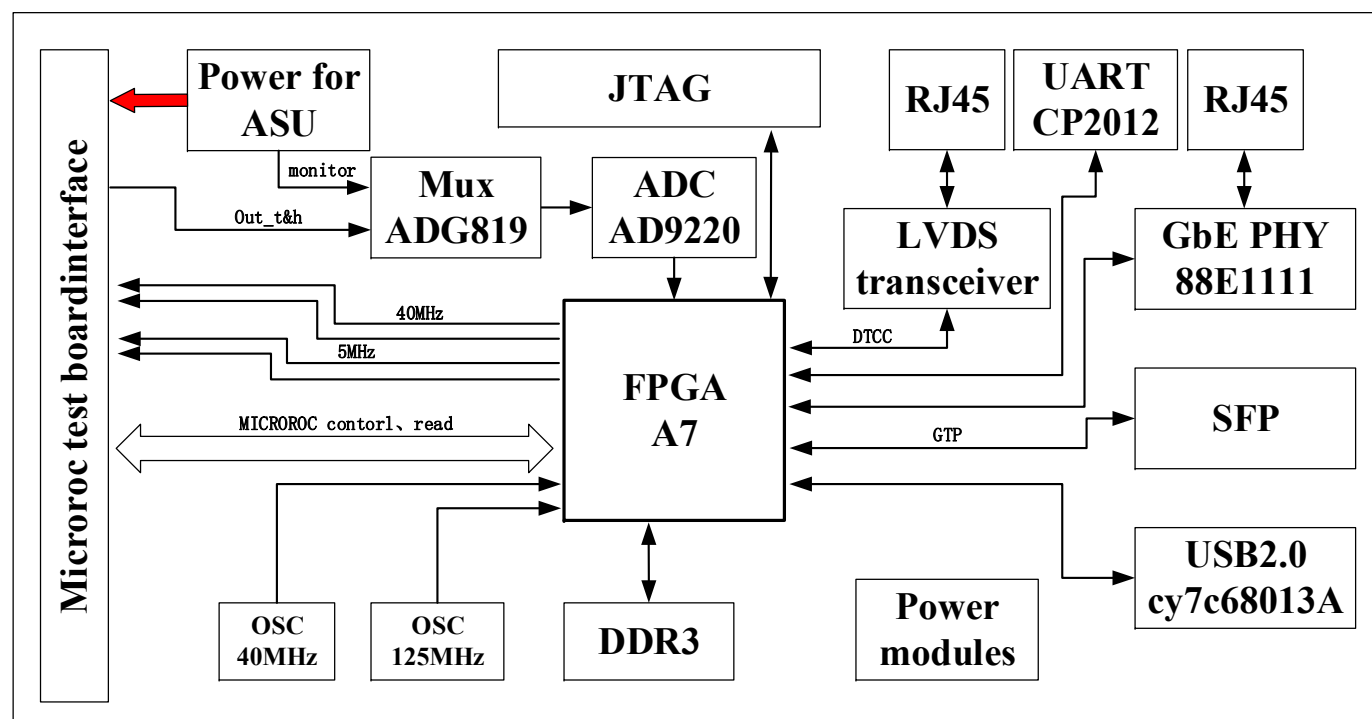 Microroc test boardinterface
Power for
ASU
monitor
Out_t&h
Mux
ADG819
ADC
AD9220
JTAG
RJ45
UART
CP2012
RJ45
LVDS
transceiver
GbE PHY
88E1111
40MHz
5MHz
DTCC
FPGA
A7
MICROROC contorl、read
GTP
SFP
OSC
40MHz
OSC
125MHz
DDR3
Power
modules
USB2.0
cy7c68013A